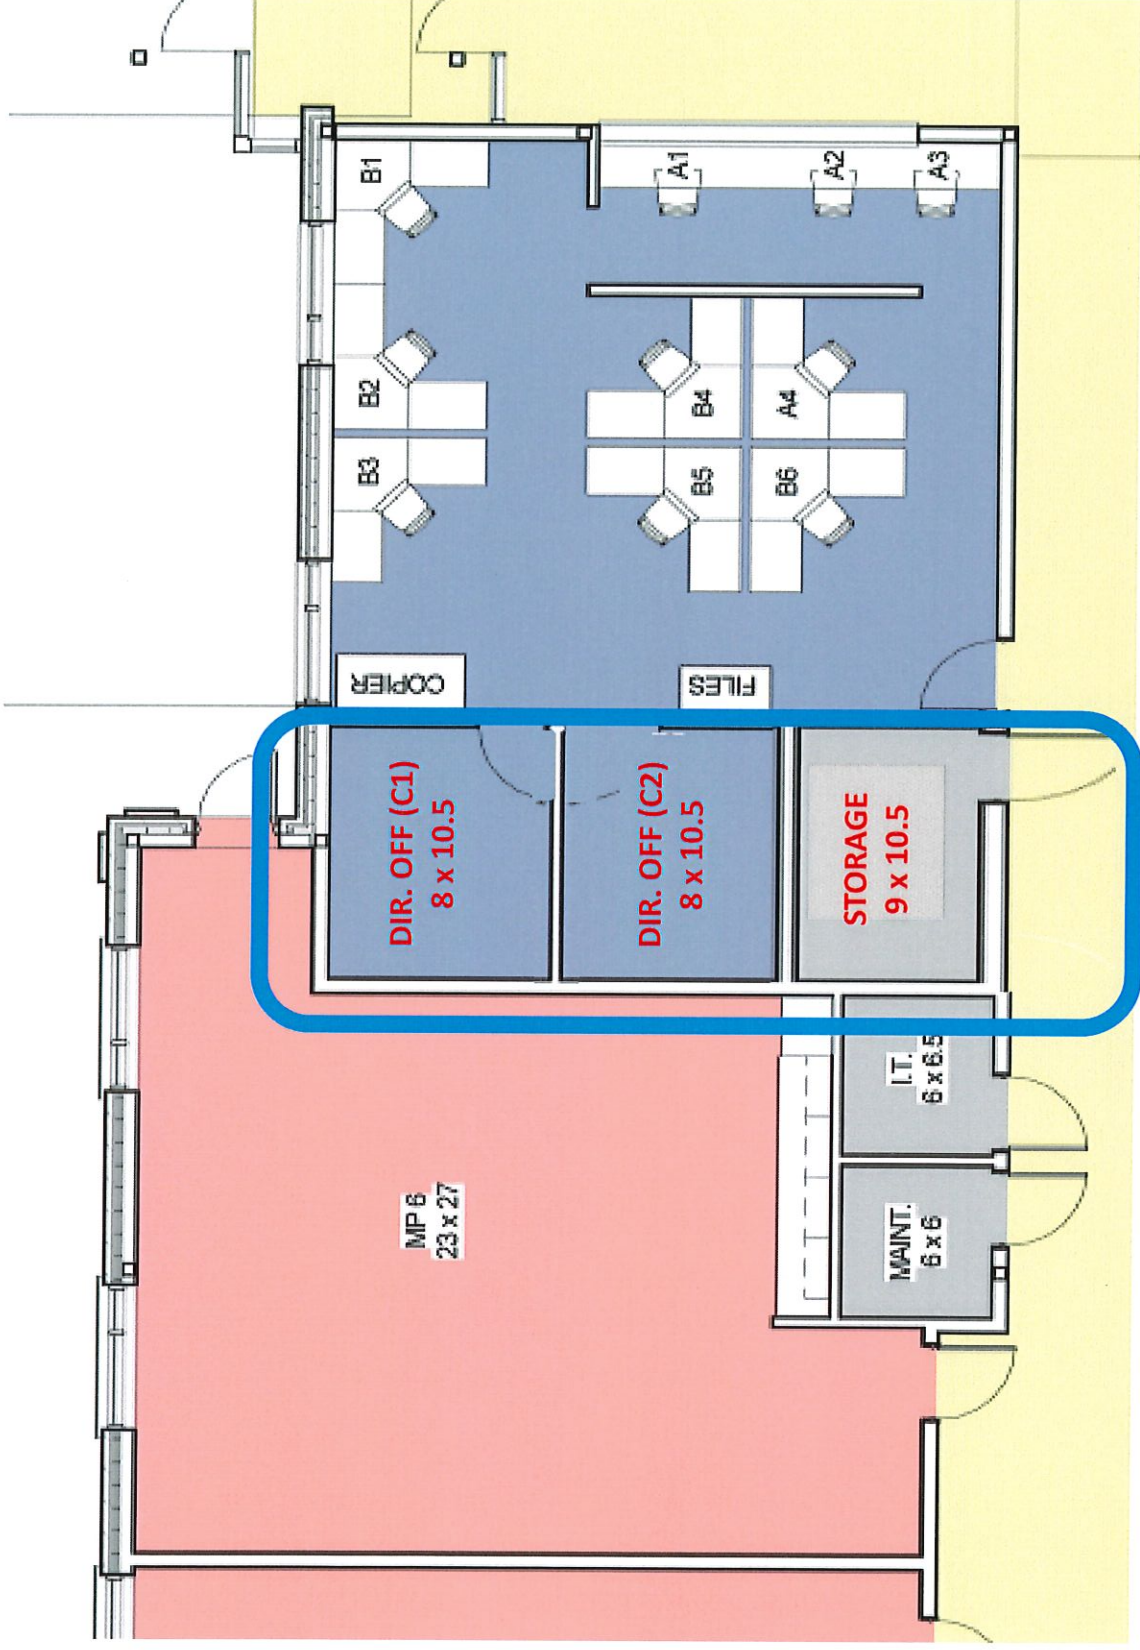 MP 6
23 x 27
MAINT.
6 x 6
I.T.
6 x 6.5
DIR. OFF (C1)
8 x 10.5
DIR. OFF (C2)
8 x 10.5
STORAGE
9 x 10.5
COPIER
FILES
B3
B2
B1
B5
B4
B6
A4
A1
A2
A3